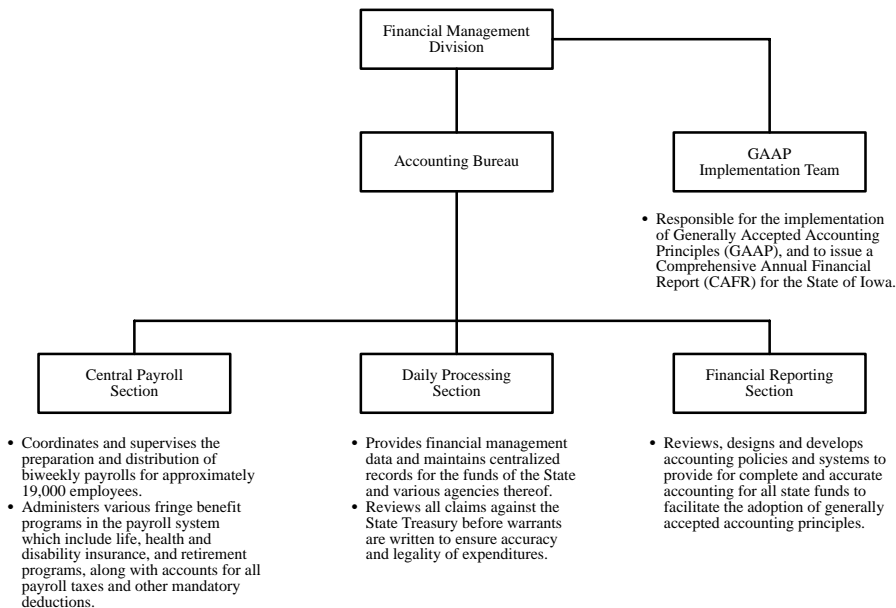 Financial Management
Division
Accounting Bureau
GAAP
Implementation Team
• Responsible for the implementation
of Generally Accepted Accounting
Principles (GAAP), and to issue a
Comprehensive Annual Financial
Report (CAFR) for the State of Iowa.
Central Payroll
Section
• Coordinates and supervises the
preparation and distribution of
biweekly payrolls for approximately
19,000 employees.
• Administers various fringe benefit
programs in the payroll system
which include life, health and
disability insurance, and retirement
programs, along with accounts for all
payroll taxes and other mandatory
deductions.
Daily Processing
Section
• Provides financial management
data and maintains centralized
records for the funds of the State
and various agencies thereof.
• Reviews all claims against the
State Treasury before warrants
are written to ensure accuracy
and legality of expenditures.
Financial Reporting
Section
• Reviews, designs and develops
accounting policies and systems to
provide for complete and accurate
accounting for all state funds to
facilitate the adoption of generally
accepted accounting principles.